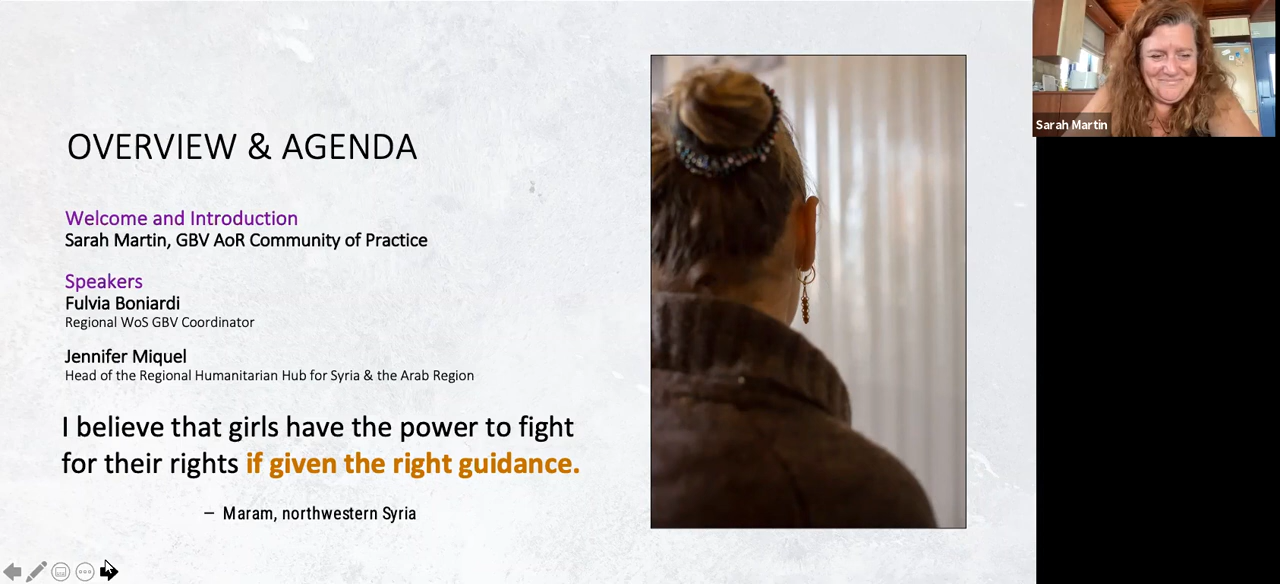 OVERVIEW & AGENDA
Welcome and Introduction
Sarah Martin, GBV AoR Community of Practice
Speakers
Fulvia Boniardi
Regional WoS GBV Coordinator
Jennifer Miquel
Head of the Regional Humanitarian Hub for Syria & the Arab Region
I believe that girls have the power to fight
for their rights if given the right guidance.
– Maram, northwestern Syria
Sarah Martin